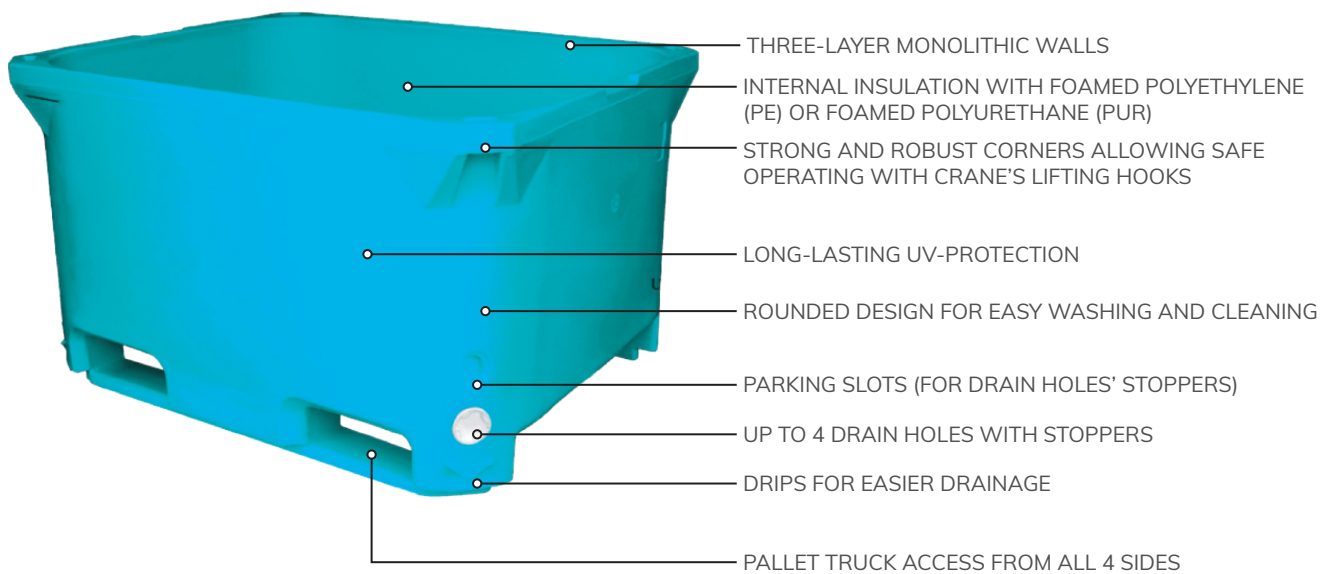 THREE-LAYER MONOLITHIC WALLS
INTERNAL INSULATION WITH FOAMED POLYETHYLENE
(PE) OR FOAMED POLYURETHANE (PUR)
STRONG AND ROBUST CORNERS ALLOWING SAFE
OPERATING WITH CRANE’S LIFTING HOOKS
LONG-LASTING UV-PROTECTION
ROUNDED DESIGN FOR EASY WASHING AND CLEANING
PARKING SLOTS (FOR DRAIN HOLES’ STOPPERS)
UP TO 4 DRAIN HOLES WITH STOPPERS
DRIPS FOR EASIER DRAINAGE
PALLET TRUCK ACCESS FROM ALL 4 SIDES